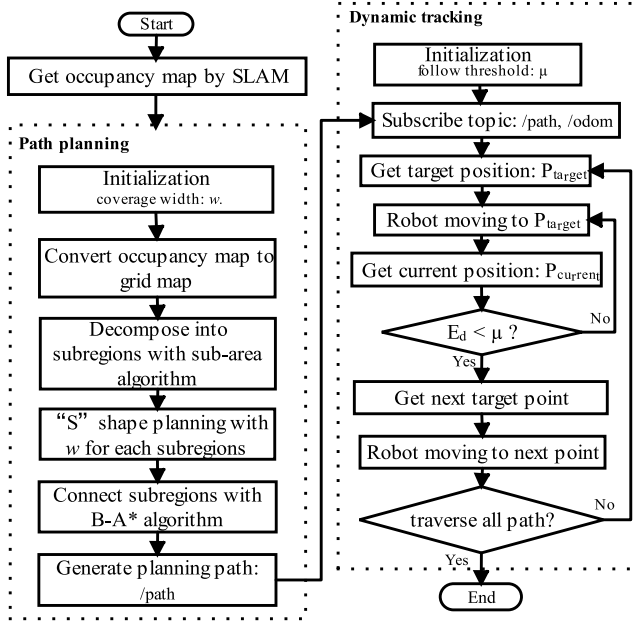 Start
Get occupancy map by SLAM
Path planning
Initialization
coverage width: w.
Convert occupancy map to
grid map
Decompose into
subregions with sub-area
algorithm
“S” shape planning with
w for each subregions
Connect subregions with
B-A* algorithm
Generate planning path:
/path
Dynamic tracking
Initialization
follow threshold: μ
Subscribe topic: /path, /odom
Get target position: Ptarget
Robot moving to Ptarget
Get current position: Pcurrent
Ed < μ ?
No
Yes
Get next target point
Robot moving to next point
traverse all path?
No
Yes
End